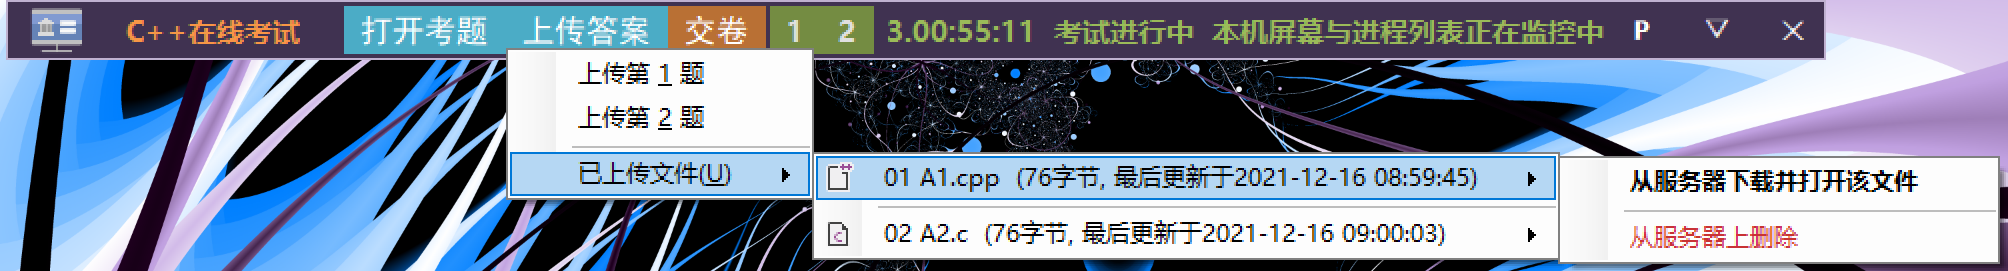 C++在线考试 打开考题 上传答案 交卷 1 2 3.00:55:11 考试进行中 本机屏幕与进程列表正在监控中 P
上传第 1 题
上传第 2 题
已上传文件(U)
01 A1.cpp (76字节, 最后更新于2021-12-16 08:59:45)
02 A2.c (76字节, 最后更新于2021-12-16 09:00:03)
从服务器下载并打开该文件
从服务器上删除